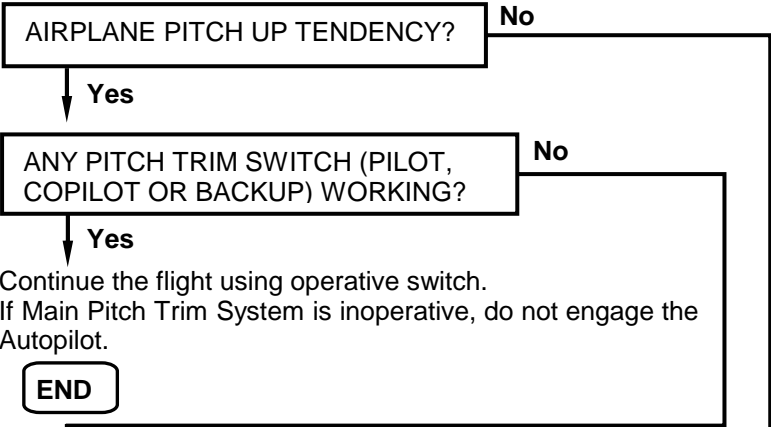 AIRPLANE PITCH UP TENDENCY?
No
Yes
ANY PITCH TRIM SWITCH (PILOT,
COPILOT OR BACKUP) WORKING?
No
Yes
Continue the flight using operative switch.
If Main Pitch Trim System is inoperative, do not engage the
Autopilot.
END